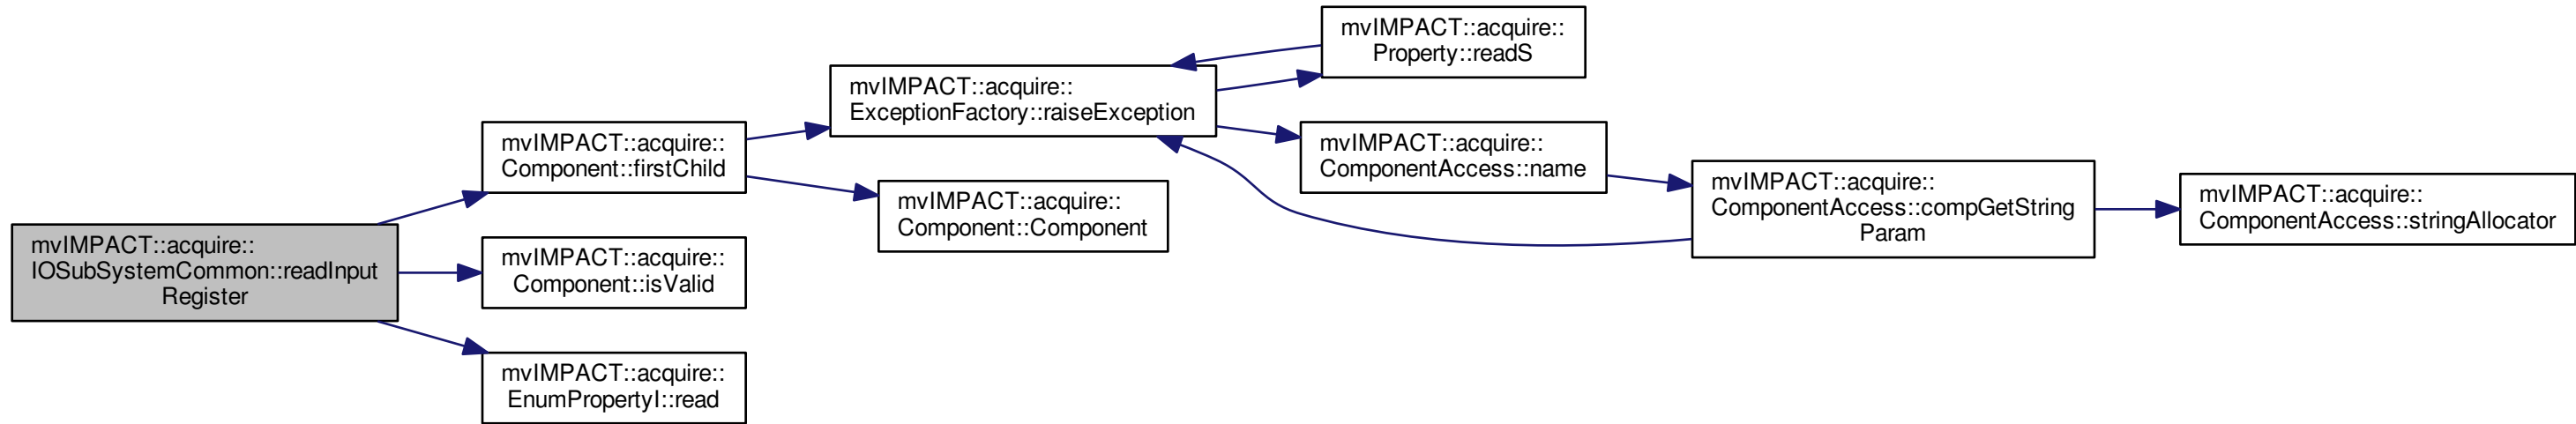 mvIMPACT::acquire::
IOSubSystemCommon::readInput
Register
mvIMPACT::acquire::
Component::firstChild
mvIMPACT::acquire::
Component::isValid
mvIMPACT::acquire::
EnumPropertyI::read
mvIMPACT::acquire::
ExceptionFactory::raiseException
mvIMPACT::acquire::
Component::Component
mvIMPACT::acquire::
Property::readS
mvIMPACT::acquire::
ComponentAccess::name
mvIMPACT::acquire::
ComponentAccess::compGetString
Param
mvIMPACT::acquire::
ComponentAccess::stringAllocator